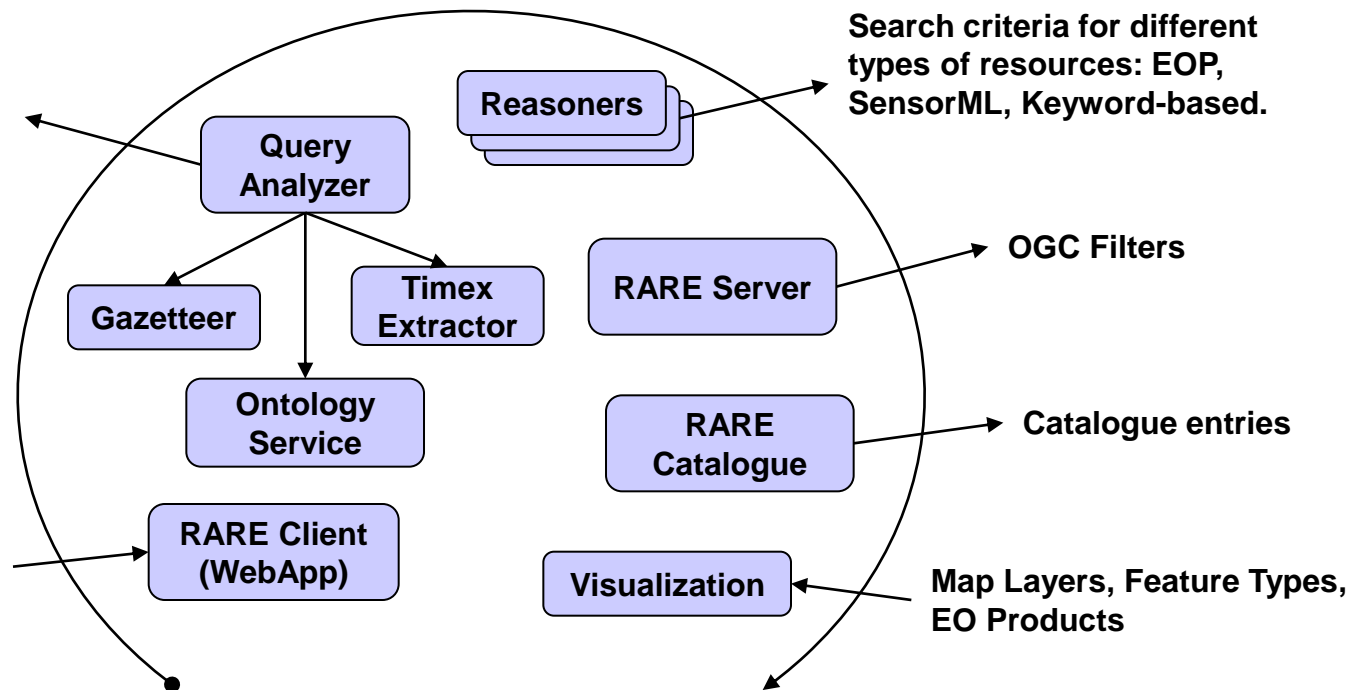 Search criteria for different
types of resources: EOP,
SensorML, Keyword-based.
Reasoners
Query
Analyzer
OGC Filters
RARE Server
Timex
Extractor
Gazetteer
Ontology
Service
RARE
Catalogue
Catalogue entries
RARE Client
(WebApp)
Visualization
Map Layers, Feature Types,
EO Products